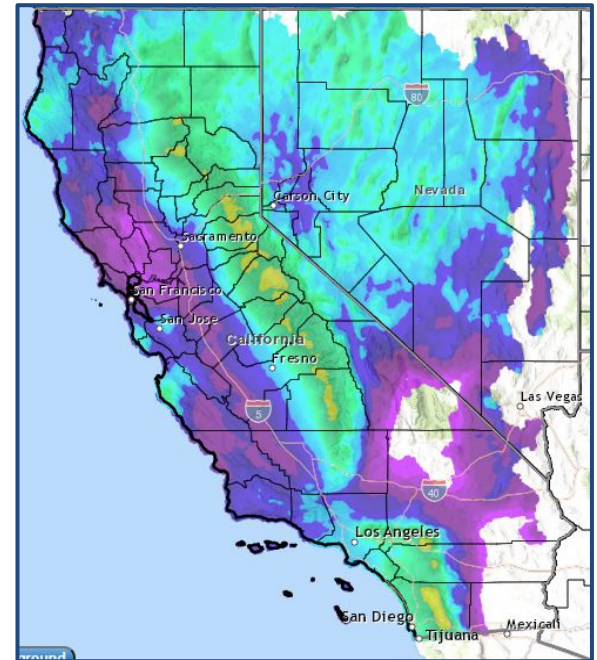 80
Nevada
Carson City
Sacramento
San Francisco
San Jose
California
Fresno
5
Las Vegas
40
Los Angeles
San Diego
Tijuana
Mexicali
ground